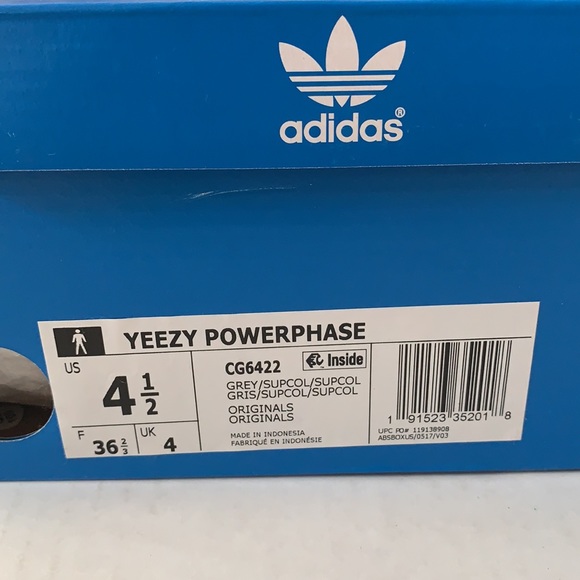 adidas®
YEEZY POWERPHASE
US
4 1/2
F 36 2/3
UK 4
CG6422
Inside
GREY/SUPCOL/SUPCOL
GRIS/SUPCOL/SUPCOL
ORIGINALS
ORIGINALS
MADE IN INDONESIA
FABRIQUÉ EN INDONÉSIE
1 91523 35201 8
UPC PO# 119138908
ABSBOXUS/0517/V03